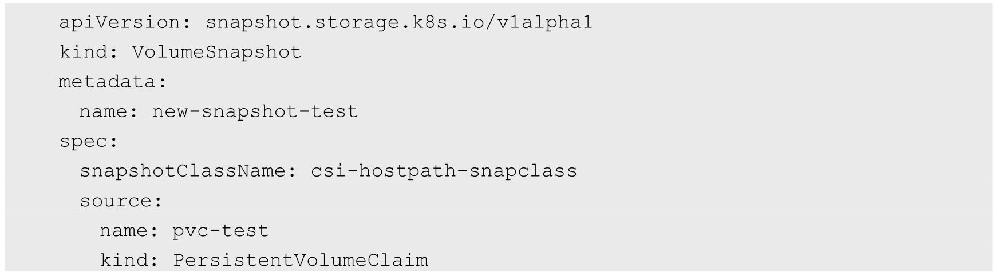 apiVersion: snapshot.storage.k8s.io/v1alpha1
kind: VolumeSnapshot
metadata:
  name: new-snapshot-test
spec:
  snapshotClassName: csi-hostpath-snapclass
  source:
    name: pvc-test
    kind: PersistentVolumeClaim